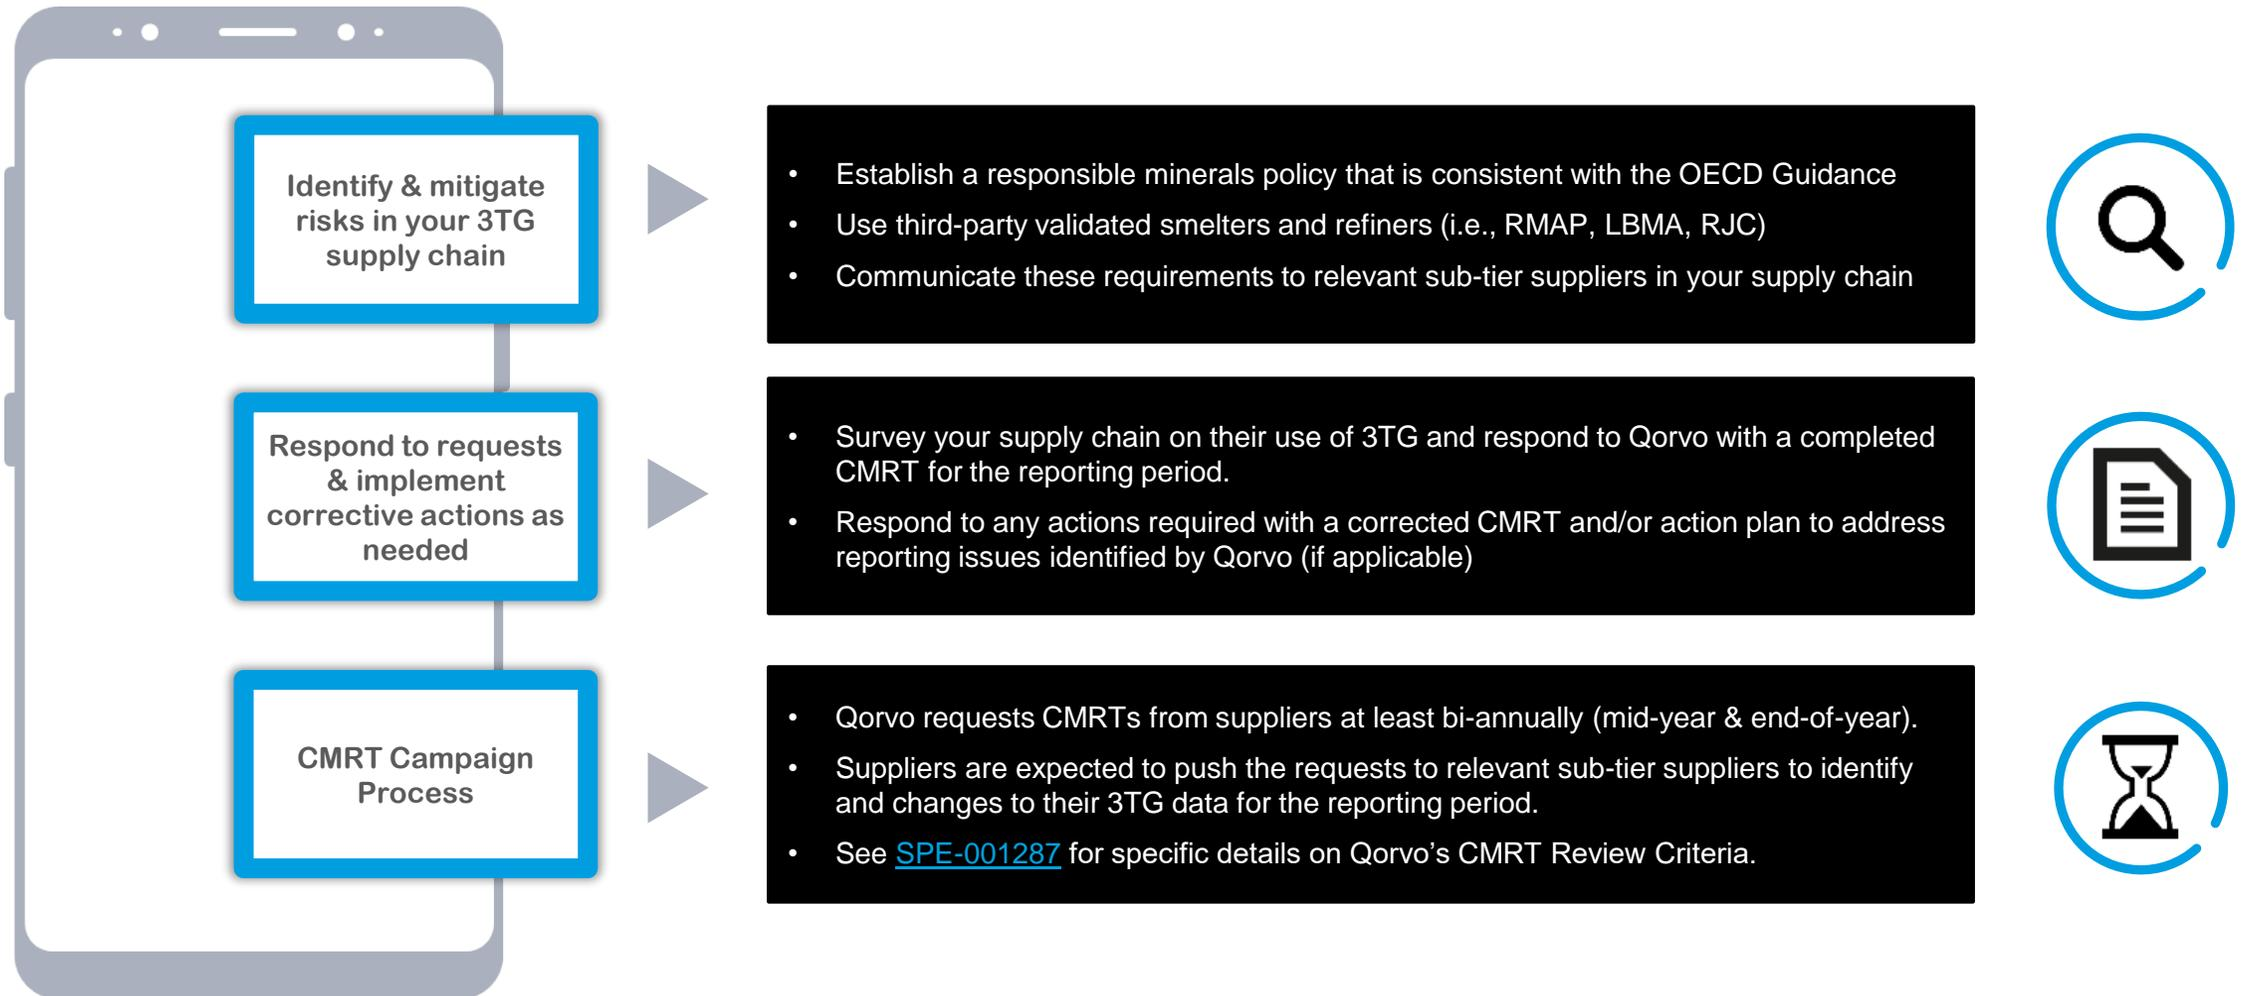 Identify & mitigate
risks in your 3TG
supply chain
• Establish a responsible minerals policy that is consistent with the OECD Guidance
• Use third-party validated smelters and refiners (i.e., RMAP, LBMA, RJC)
• Communicate these requirements to relevant sub-tier suppliers in your supply chain
Respond to requests
& implement
corrective actions as
needed
• Survey your supply chain on their use of 3TG and respond to Qorvo with a completed
CMRT for the reporting period.
• Respond to any actions required with a corrected CMRT and/or action plan to address
reporting issues identified by Qorvo (if applicable)
CMRT Campaign
Process
• Qorvo requests CMRTs from suppliers at least bi-annually (mid-year & end-of-year).
• Suppliers are expected to push the requests to relevant sub-tier suppliers to identify
and changes to their 3TG data for the reporting period.
• See SPE-001287 for specific details on Qorvo’s CMRT Review Criteria.